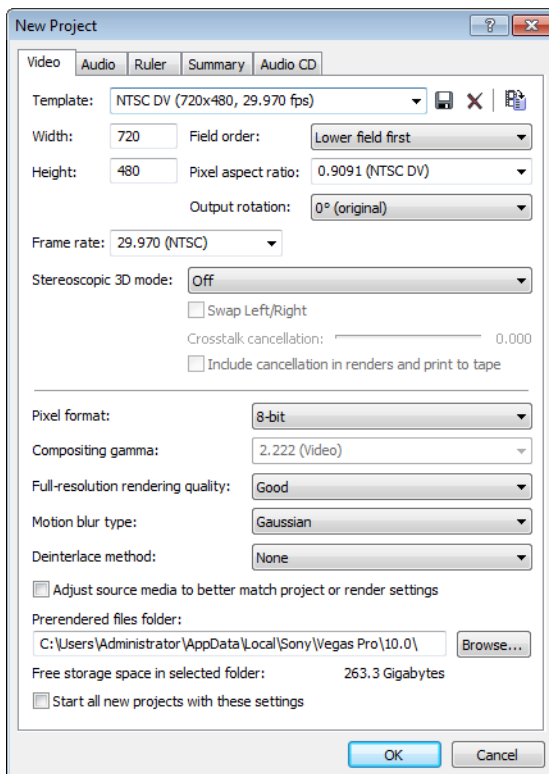 New Project
Video Audio Ruler Summary Audio CD
Template: NTSC DV (720x480, 29.970 fps)
Width: 720 Field order: Lower field first
Height: 480 Pixel aspect ratio: 0.9091 (NTSC DV)
Output rotation: 0° (original)
Frame rate: 29.970 (NTSC)
Stereoscopic 3D mode: Off
Swap Left/Right
Crosstalk cancellation: 0.000
Include cancellation in renders and print to tape
Pixel format: 8-bit
Compositing gamma: 2.222 (Video)
Full-resolution rendering quality: Good
Motion blur type: Gaussian
Deinterlace method: None
Adjust source media to better match project or render settings
Prerendered files folder:
C:\Users\Administrator\AppData\Local\Sony\Vegas Pro\10.0\ Browse...
Free storage space in selected folder: 263.3 Gigabytes
Start all new projects with these settings
OK Cancel